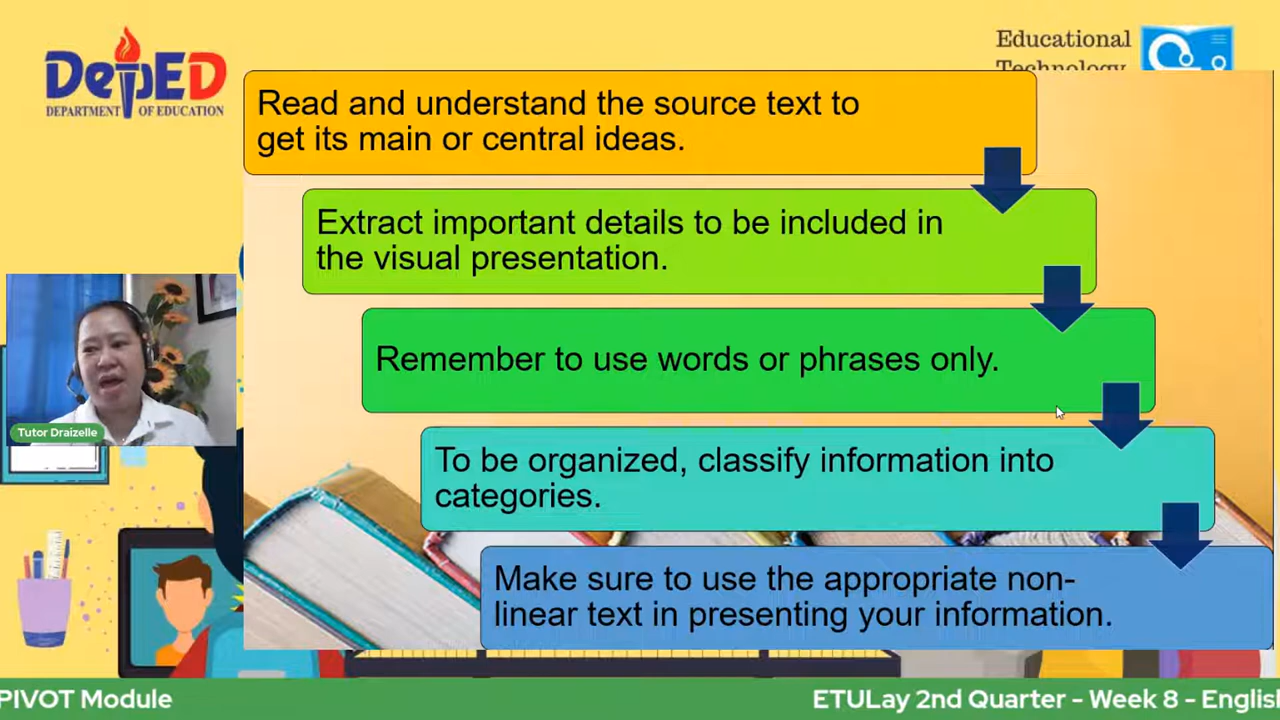 DepED
DEPARTMENT OF EDUCATION
Educational
Technology
Read and understand the source text to
get its main or central ideas.
Extract important details to be included in
the visual presentation.
Remember to use words or phrases only.
To be organized, classify information into
categories.
Make sure to use the appropriate non-
linear text in presenting your information.
Tutor Draizelle
PIVOT Module
ETULay 2nd Quarter - Week 8 - English